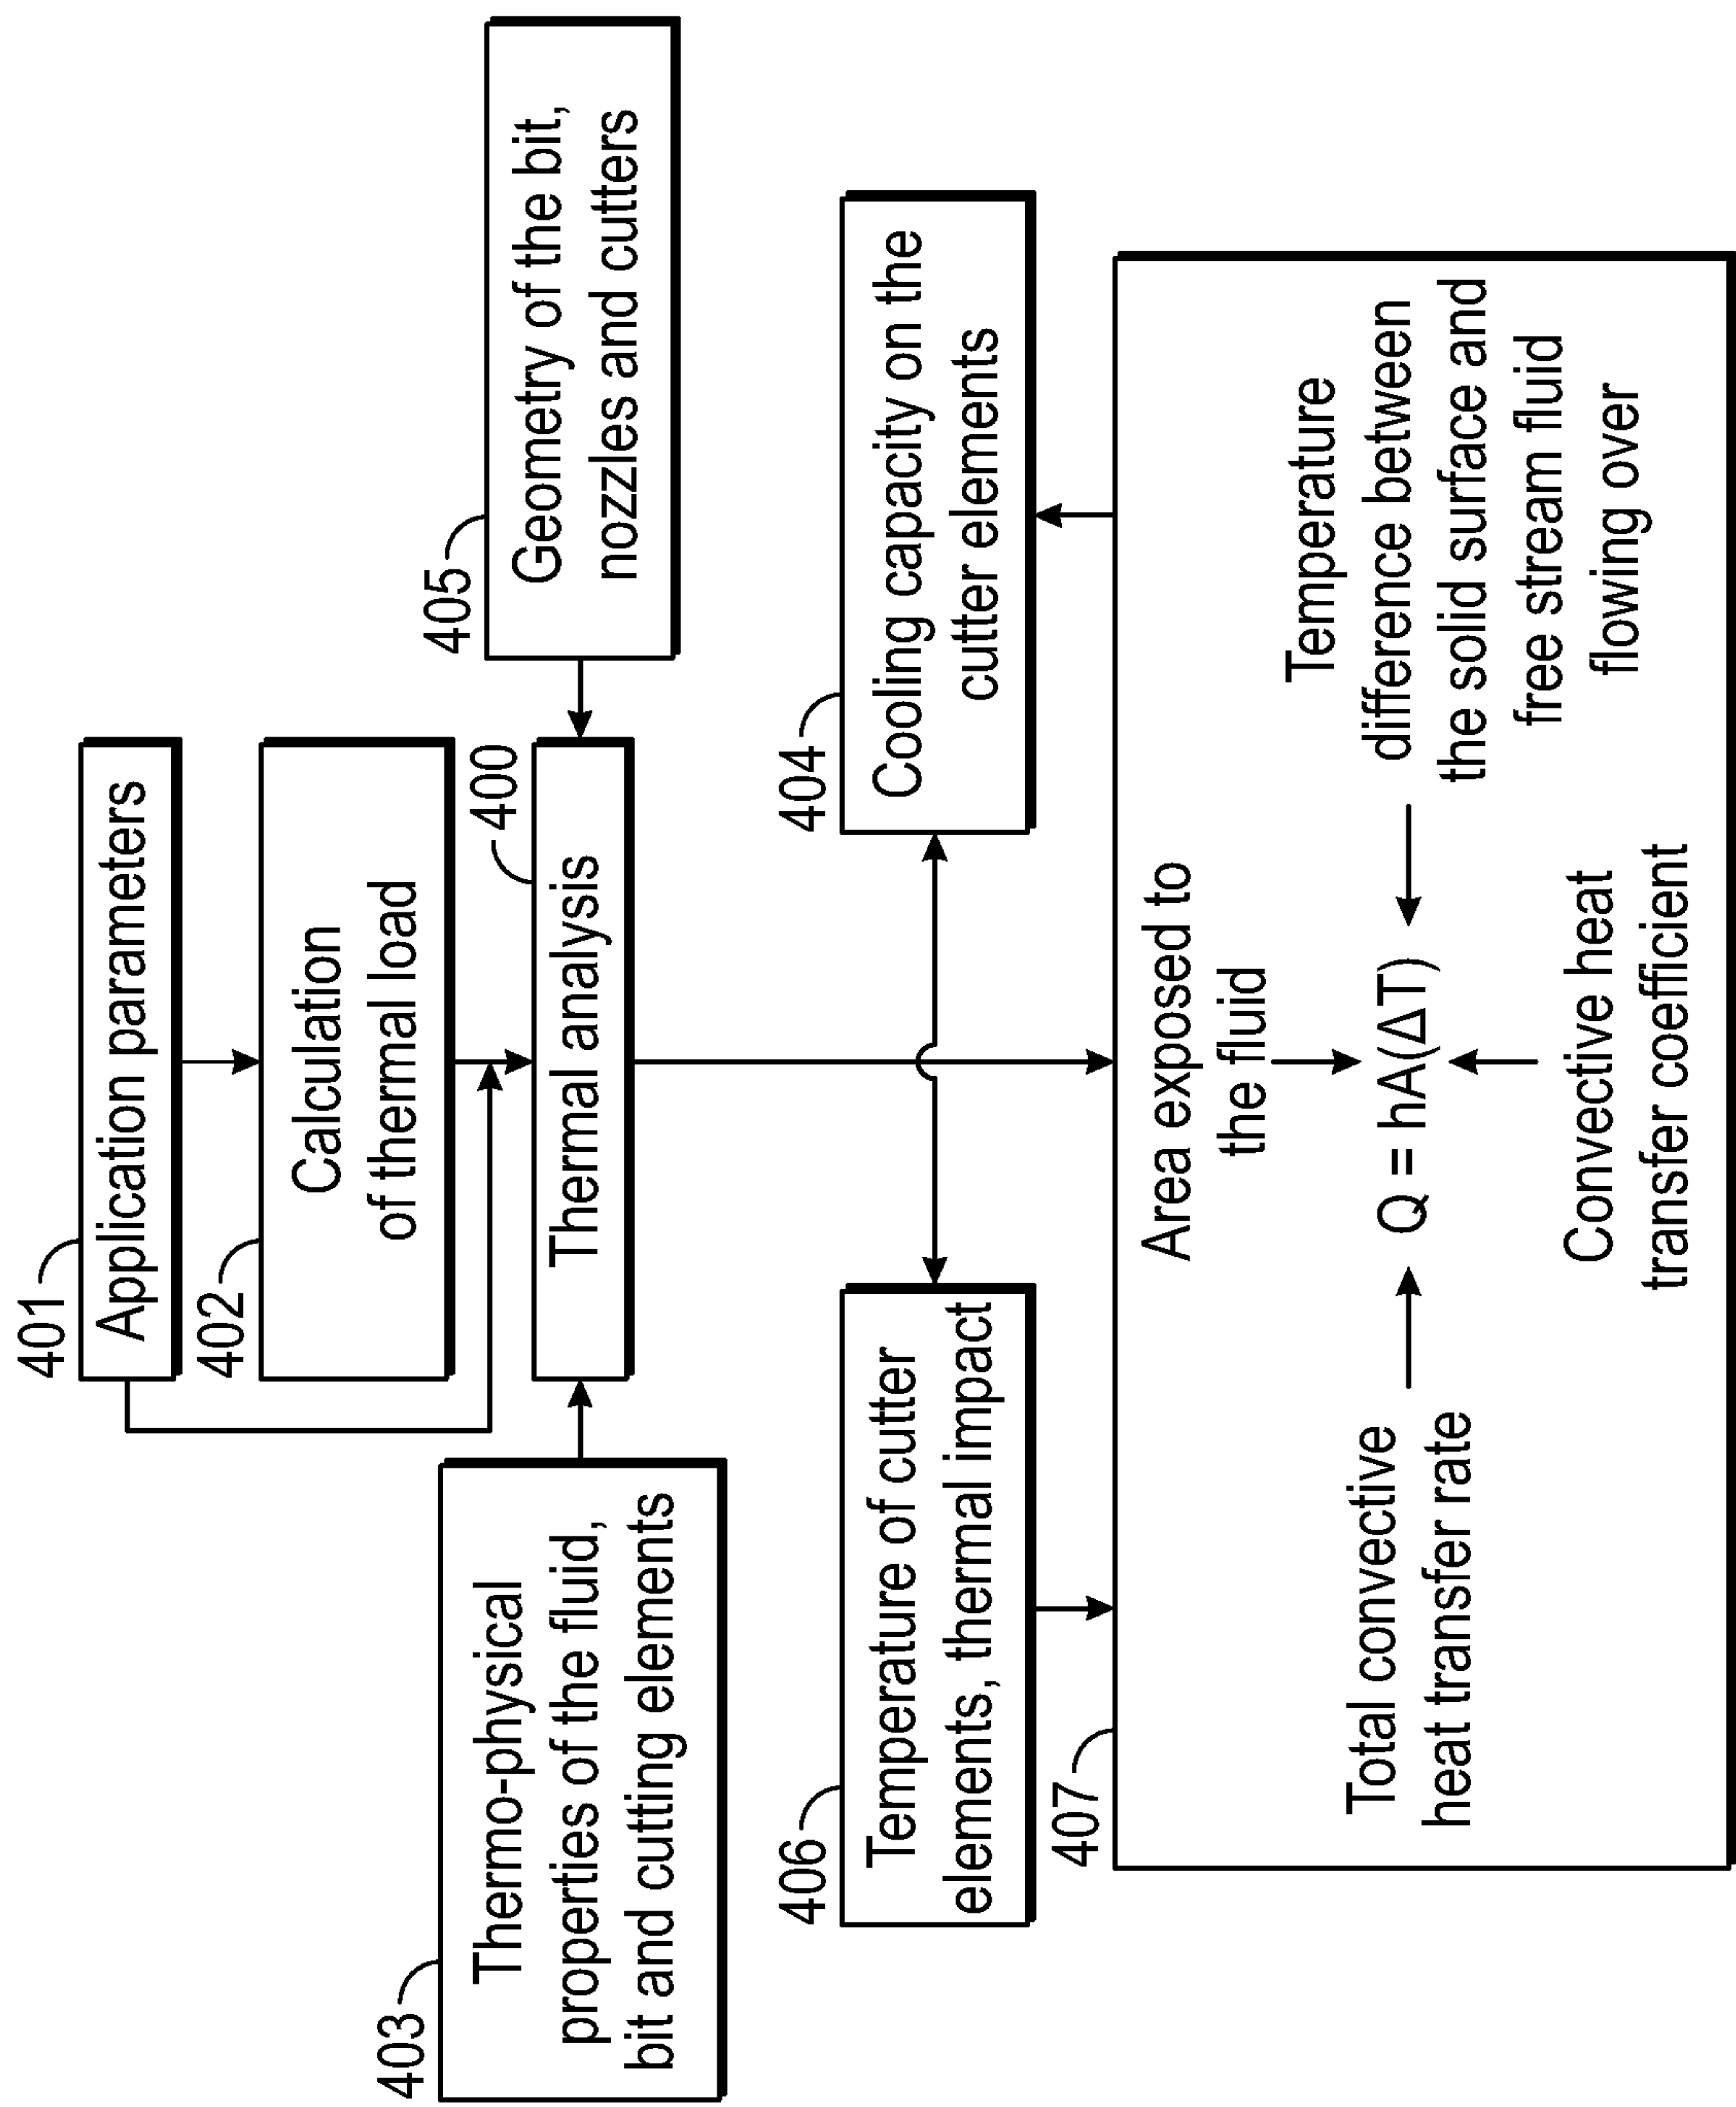 401
Application parameters
402
Calculation
of thermal load
403
Thermo-physical
properties of the fluid,
bit and cutting elements
400
Thermal analysis
405
Geometry of the bit,
nozzles and cutters
406
Temperature of cutter
elements, thermal impact
404
Cooling capacity on the
cutter elements
407
Area exposed to
the fluid
Total convective
heat transfer rate
Q = hA(ΔT)
Temperature
difference between
the solid surface and
free stream fluid
flowing over
Convective heat
transfer coefficient